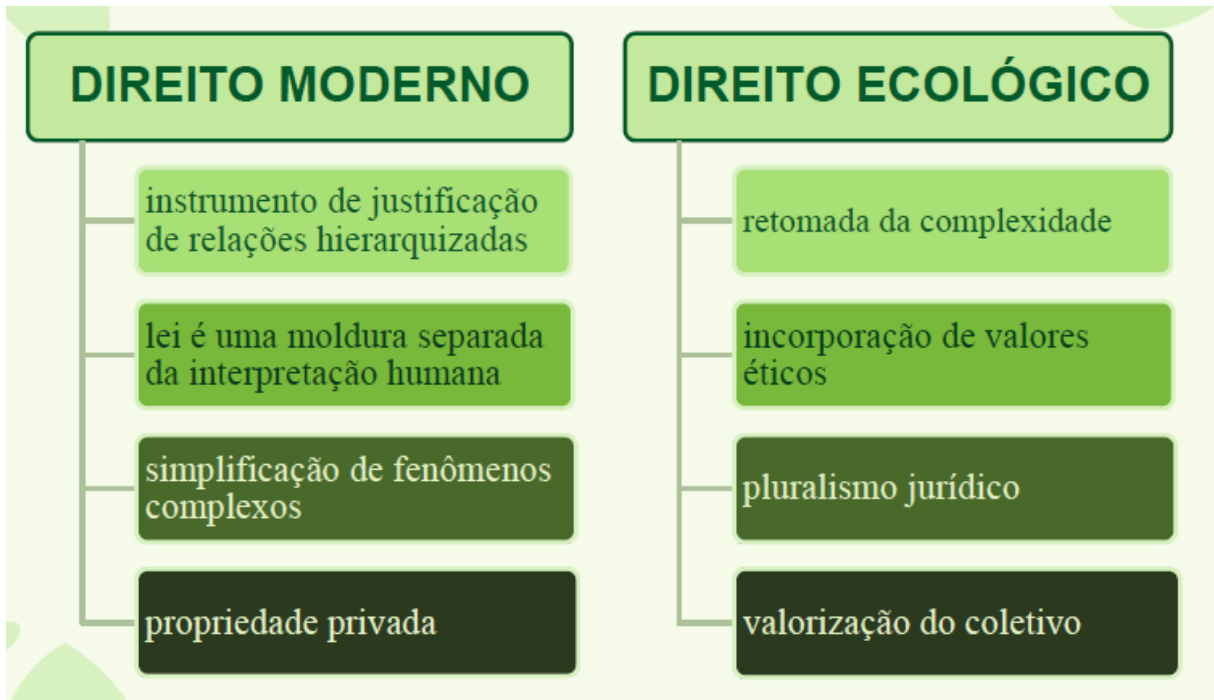 DIREITO MODERNO
instrumento de justificação
de relações hierarquizadas
lei é uma moldura separada
da interpretação humana
simplificação de fenômenos
complexos
propriedade privada
DIREITO ECOLÓGICO
retomada da complexidade
incorporação de valores
éticos
pluralismo jurídico
valorização do coletivo